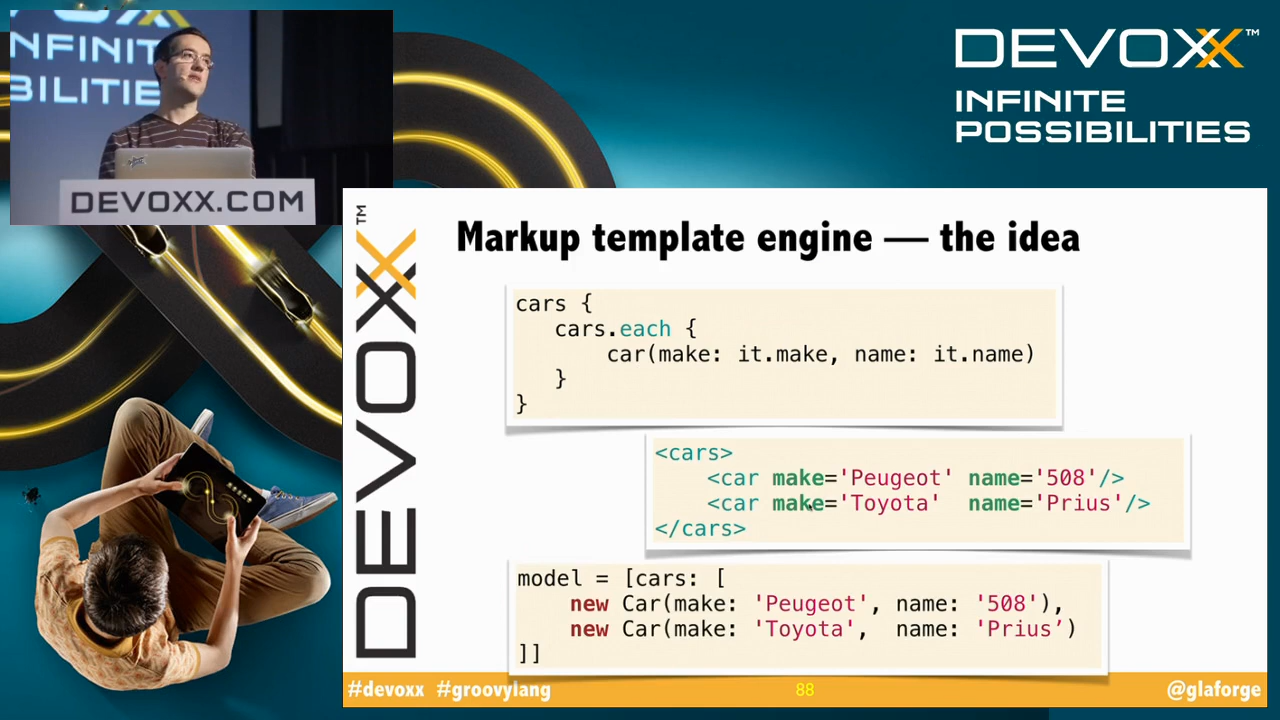 INFINIT
BILITIE
DEVOXX.COM
DEVOXX™
INFINITE
POSSIBILITIES
DEVOXX™
Markup template engine — the idea
cars {
   cars.each {
      car(make: it.make, name: it.name)
   }
}
<cars>
    <car make='Peugeot' name='508'/>
    <car make='Toyota'  name='Prius'/>
</cars>
model = [cars: [
    new Car(make: 'Peugeot', name: '508'),
    new Car(make: 'Toyota',  name: 'Prius’)
]]
#devoxx #groovylang
88
@glaforge